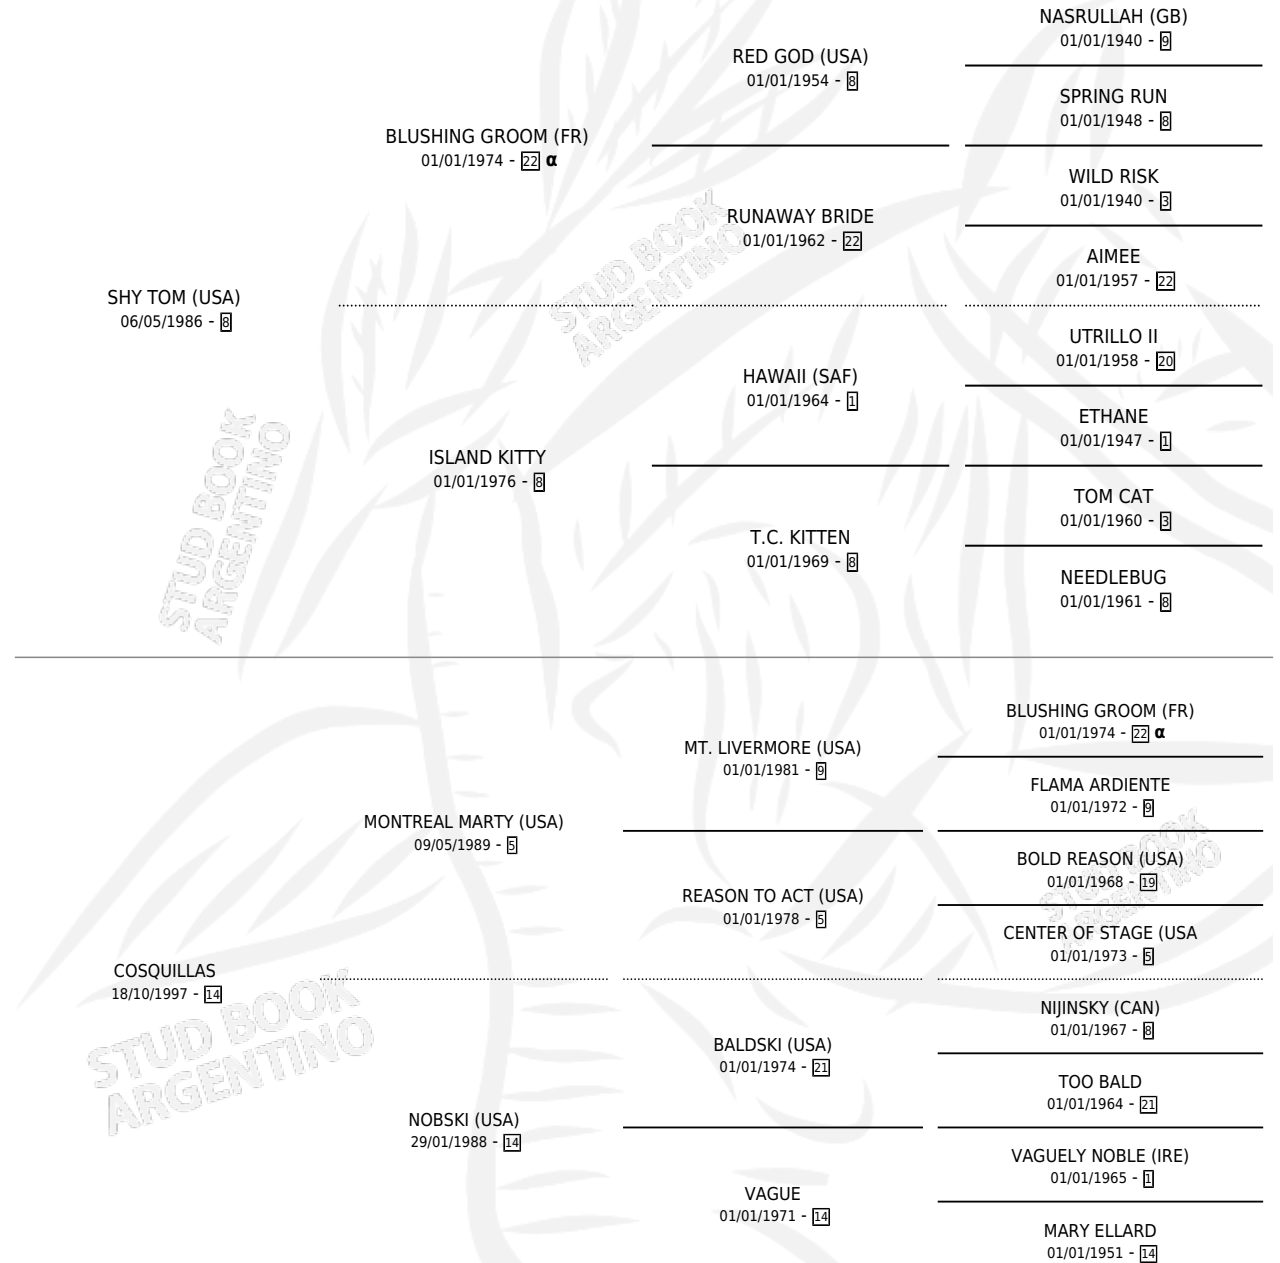 NASRULLAH (GB)
01/01/1940 - 9
RED GOD (USA)
01/01/1954 - 8
SPRING RUN
01/01/1948 - 8
BLUSHING GROOM (FR)
01/01/1974 - 22 α
WILD RISK
01/01/1940 - 3
RUNAWAY BRIDE
01/01/1962 - 22
AIMEE
01/01/1957 - 22
SHY TOM (USA)
06/05/1986 - 8
STUD BOOK
ARGENTINO
UTRILLO II
01/01/1958 - 20
HAWAII (SAF)
01/01/1964 - 1
ETHANE
01/01/1947 - 1
ISLAND KITTY
01/01/1976 - 8
TOM CAT
01/01/1960 - 3
T.C. KITTEN
01/01/1969 - 8
NEEDLEBUG
01/01/1961 - 8
STUD BOOK
ARGENTINO
BLUSHING GROOM (FR)
01/01/1974 - 22 α
MT. LIVERMORE (USA)
01/01/1981 - 9
FLAMA ARDIENTE
01/01/1972 - 9
MONTREAL MARTY (USA)
09/05/1989 - 5
BOLD REASON (USA)
01/01/1968 - 19
REASON TO ACT (USA)
01/01/1978 - 5
CENTER OF STAGE (USA
01/01/1973 - 5
STUD BOOK
ARGENTINO
COSQUILLAS
18/10/1997 - 14
STUD BOOK
ARGENTINO
NIJINSKY (CAN)
01/01/1967 - 8
BALDSKI (USA)
01/01/1974 - 21
TOO BALD
01/01/1964 - 21
NOBSKI (USA)
29/01/1988 - 14
VAGUELY NOBLE (IRE)
01/01/1965 - 1
VAGUE
01/01/1971 - 14
MARY ELLARD
01/01/1951 - 14